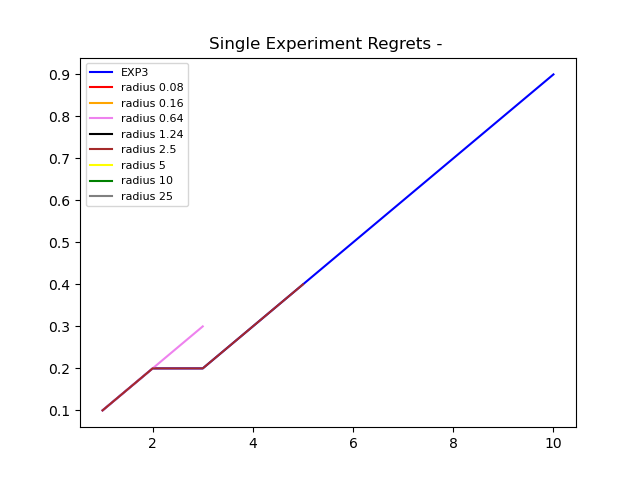 Single Experiment Regrets -
EXP3
radius 0.08
radius 0.16
radius 0.64
radius 1.24
radius 2.5
radius 5
radius 10
radius 25
0.9
0.8
0.7
0.6
0.5
0.4
0.3
0.2
0.1
2
4
6
8
10